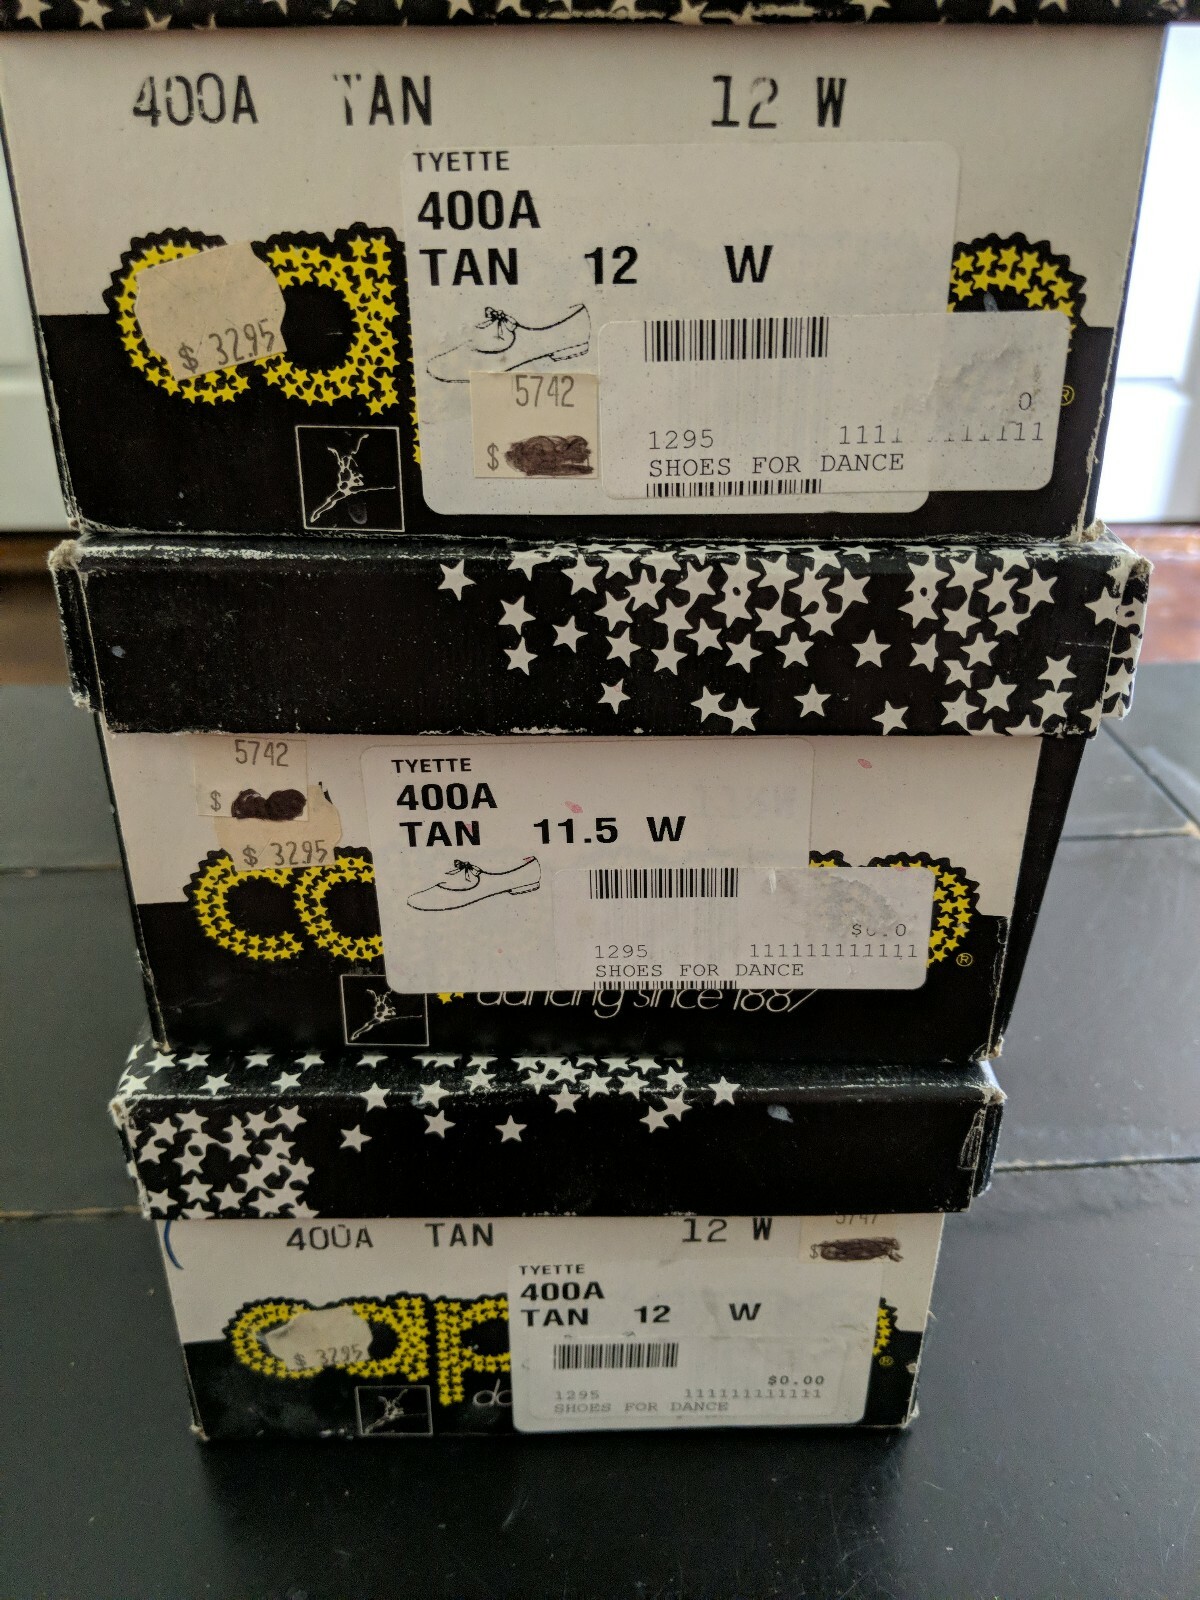 400A TAN 12 W
TYETTE
400A
TAN 12 W
$ 32.95
5742
$
0
1295
SHOES FOR DANCE
®
5742
$
$ 32.95
TYETTE
400A
TAN 11.5 W
1295 111111111111
SHOES FOR DANCE
®
dancing since 1887
400A TAN 12 W
$
TYETTE
400A
TAN 12 W
$ 32.95
$0.00
1295 111111111111
SHOES FOR DANCE
®